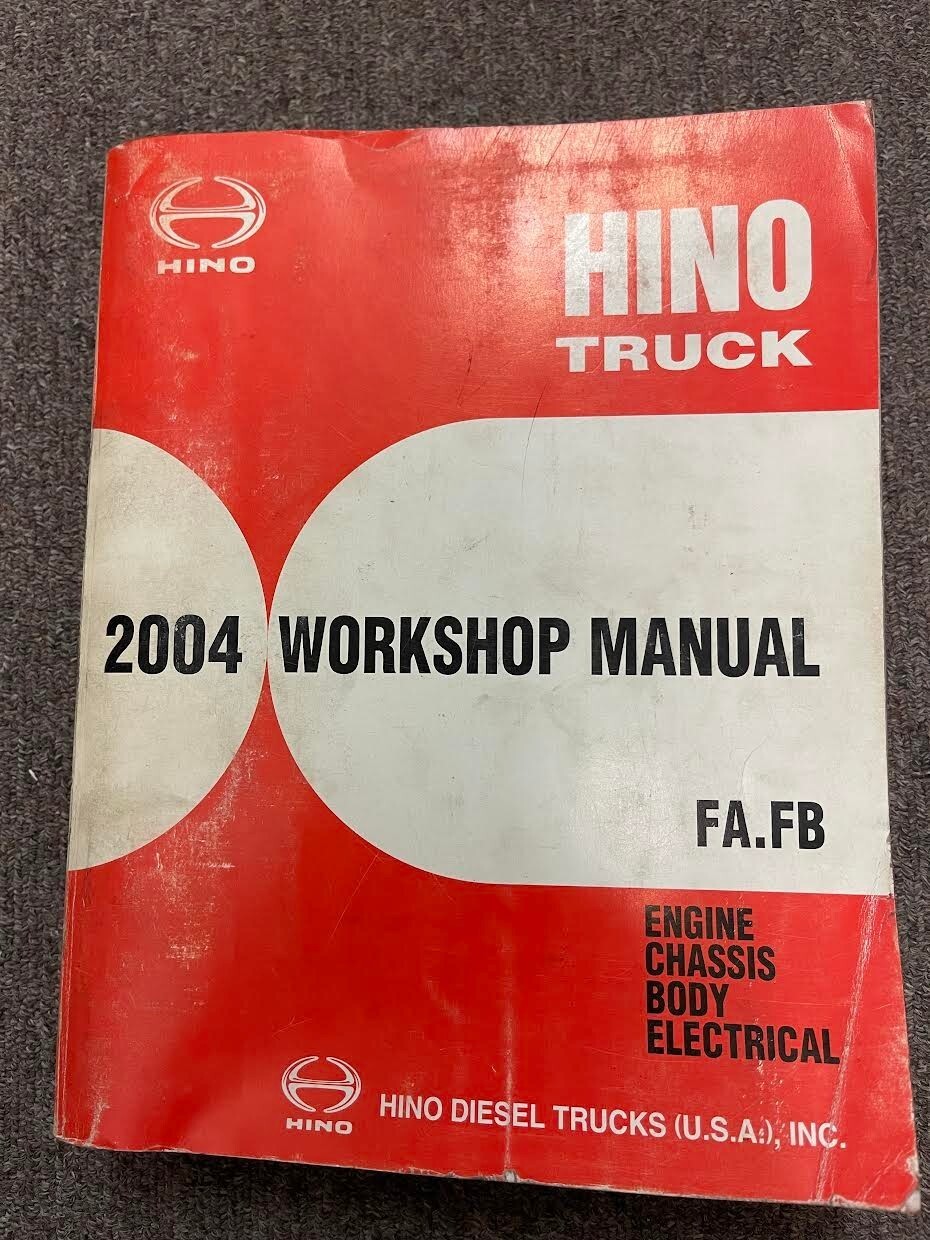 HINO
HINO
TRUCK
2004 WORKSHOP MANUAL
FA.FB
ENGINE
CHASSIS
BODY
ELECTRICAL
HINO
HINO DIESEL TRUCKS (U.S.A.), INC.